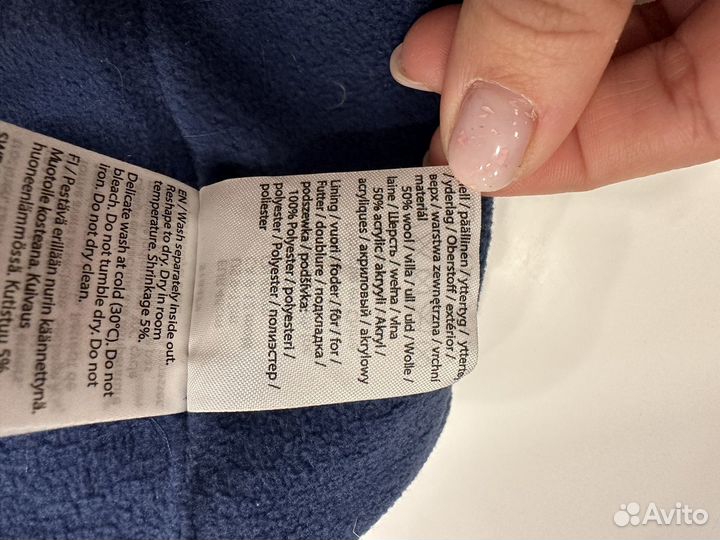 / päällinen / yttertyg /
/ yderlag / Oberstoff / extérior /
верх / warstwa zewnętrzna / vrchní
materiál
50% wool / villa / ull / uld / Wolle /
laine / Шерсть / wełna / vlna
50% acrylic / akryyli / Akryl /
acryliques / акриловый / akrylowy
Lining / vuori / foder / fôr / for /
Futter / doublure / подкладка /
podszewka / podšívka:
100% Polyester / polyesteri /
polyester / Polyester / полиэстер /
poliester
EN / Wash separately inside out.
Reshape to dry. Dry in room
temperature. Shrinkage 5%.
Delicate wash at cold (30°C). Do not
bleach. Do not tumble dry. Do not
iron. Do not dry clean.
FI / Pestävä erillään nurin käännettynä.
Muotoile kosteana. Kuivaus
huoneenlämmössä. Kutistuu 5%
Avito